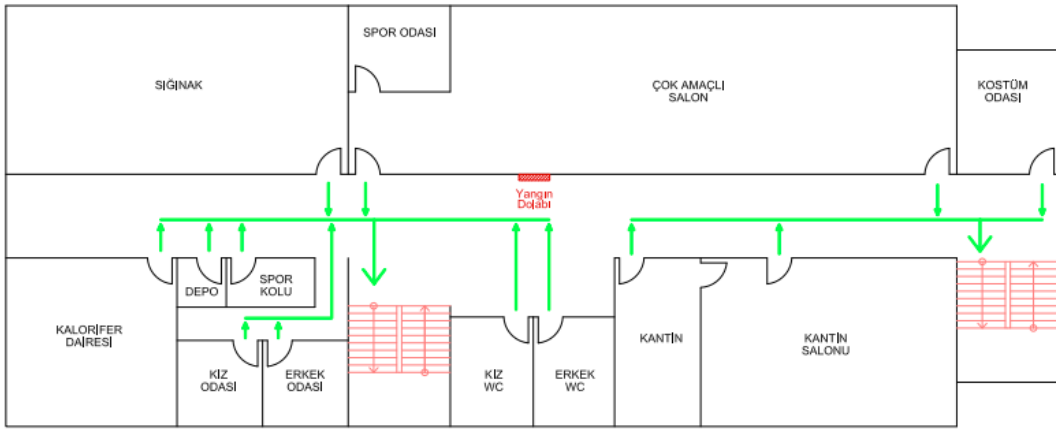 SPOR ODASI
SIĞINAK
ÇOK AMAÇLI
SALON
KOSTÜM
ODASI
Yangın
Dolabı
DEPO
SPOR
KOLU
KALORİFER
DAİRESİ
KIZ
ODASI
ERKEK
ODASI
KIZ
WC
ERKEK
WC
KANTİN
KANTİN
SALONU